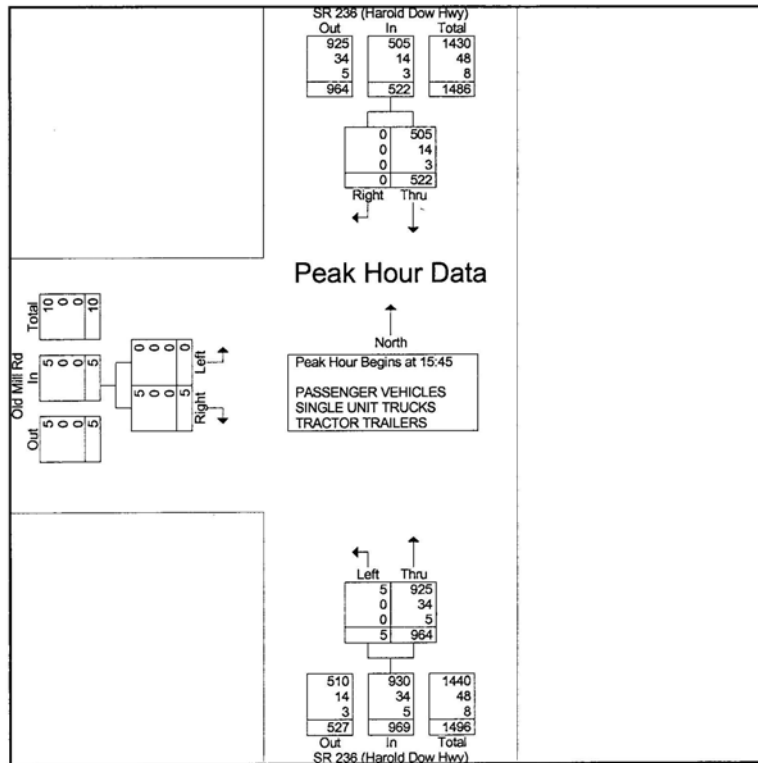 SR 236 (Harold Dow Hwy)
Out In Total
925 505 1430
34 14 48
5 3 8
964 522 1486
0 505
0 14
0 3
0 522
Right Thru
Peak Hour Data
North
Peak Hour Begins at 15:45
PASSENGER VEHICLES
SINGLE UNIT TRUCKS
TRACTOR TRAILERS
Old Mill Rd
Out In Total
5 5 10
0 0 0
0 0 0
5 5 10
Right Left
5 0
0 0
0 0
5 0
Left Thru
5 925
0 34
0 5
5 964
510 930 1440
14 34 48
3 5 8
527 969 1496
Out In Total
SR 236 (Harold Dow Hwy)